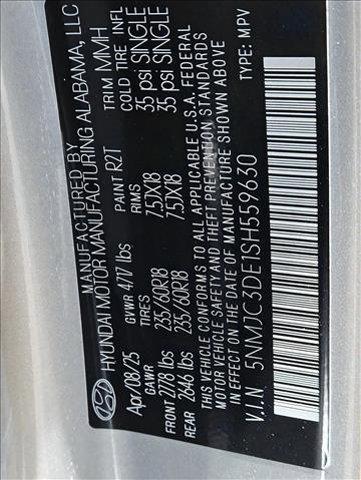 MANUFACTURED BY
HYUNDAI MOTOR MANUFACTURING ALABAMA, LLC
Apr/08/25 GVWR 4717 lbs PAINT R2T TRIM MMH
GAWR TIRES RIMS COLD TIRE INFL
FRONT 2778 lbs 235/60R18 7.5JX18 35 psi SINGLE
REAR 2646 lbs 235/60R18 7.5JX18 35 psi SINGLE
THIS VEHICLE CONFORMS TO ALL APPLICABLE U.S.A. FEDERAL
MOTOR VEHICLE SAFETY AND THEFT PREVENTION STANDARDS
IN EFFECT ON THE DATE OF MANUFACTURE SHOWN ABOVE
V.I.N 5NMJC3DE1SH559630 TYPE: MPV